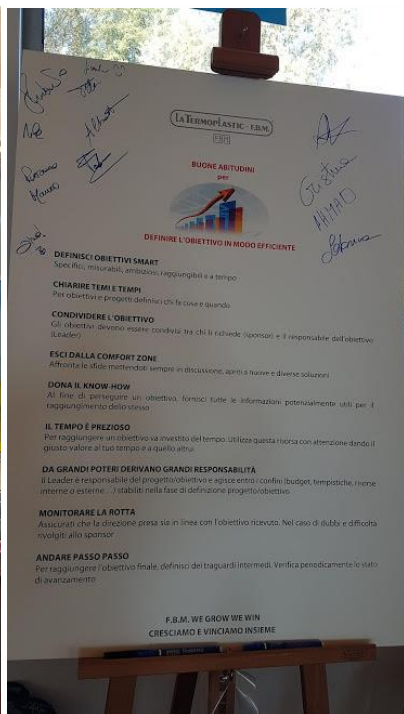 LA TERMOPLASTIC - F.B.M.
FBM
BUONE ABITUDINI
per
DEFINIRE L'OBIETTIVO IN MODO EFFICIENTE
DEFINISCI OBIETTIVI SMART
Specifici, misurabili, ambiziosi, raggiungibili e a tempo
CHIARIRE TEMI E TEMPI
Per obiettivi e progetti definisci chi fa cosa e quando
CONDIVIDERE L'OBIETTIVO
Gli obiettivi devono essere condivisi tra chi li richiede (sponsor) e il responsabile dell'obiettivo
(Leader)
ESCI DALLA COMFORT ZONE
Affronta le sfide mettendoti sempre in discussione, apriti a nuove e diverse soluzioni
DONA IL KNOW-HOW
Al fine di perseguire un obiettivo, fornisci tutte le informazioni potenzialmente utili per il
raggiungimento dello stesso
IL TEMPO È PREZIOSO
Per raggiungere un obiettivo va investito del tempo. Utilizza questa risorsa con attenzione dando il
giusto valore al tuo tempo e a quello altrui
DA GRANDI POTERI DERIVANO GRANDI RESPONSABILITÀ
Il Leader è responsabile del progetto/obiettivo e agisce entro i confini (budget, tempistiche, risorse
interne o esterne…) stabiliti nella fase di definizione progetto/obiettivo
MONITORARE LA ROTTA
Assicurati che la direzione presa sia in linea con l'obiettivo ricevuto. Nel caso di dubbi e difficoltà
rivolgiti allo sponsor
ANDARE PASSO PASSO
Per raggiungere l'obiettivo finale, definisci dei traguardi intermedi. Verifica periodicamente lo stato
di avanzamento
F.B.M. WE GROW WE WIN
CRESCIAMO E VINCIAMO INSIEME